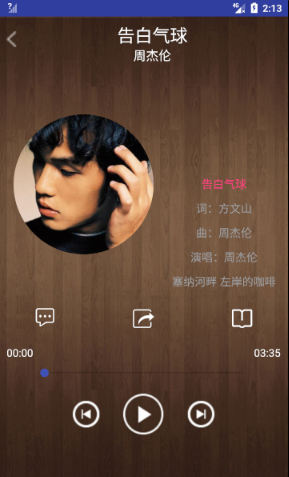 4G
2:13
告白气球
周杰伦
告白气球
词：方文山
曲：周杰伦
演唱：周杰伦
塞纳河畔 左岸的咖啡
00:00
03:35